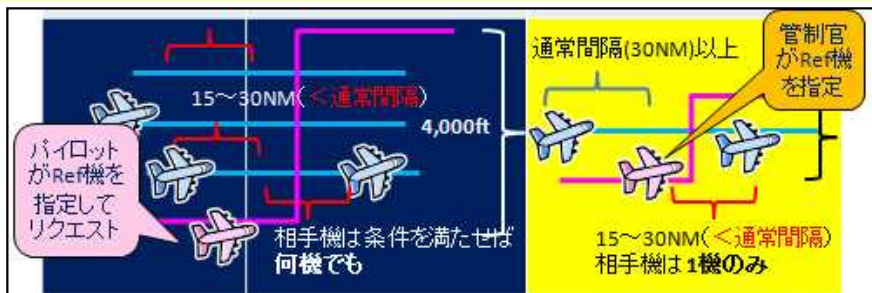 15～30NM(＜通常間隔)
4,000ft
パイロット
がRef機を
指定して
リクエスト
相手機は条件を満たせば
何機でも
通常間隔(30NM)以上
管制官
がRef機
を指定
15～30NM(＜通常間隔)
相手機は1機のみ